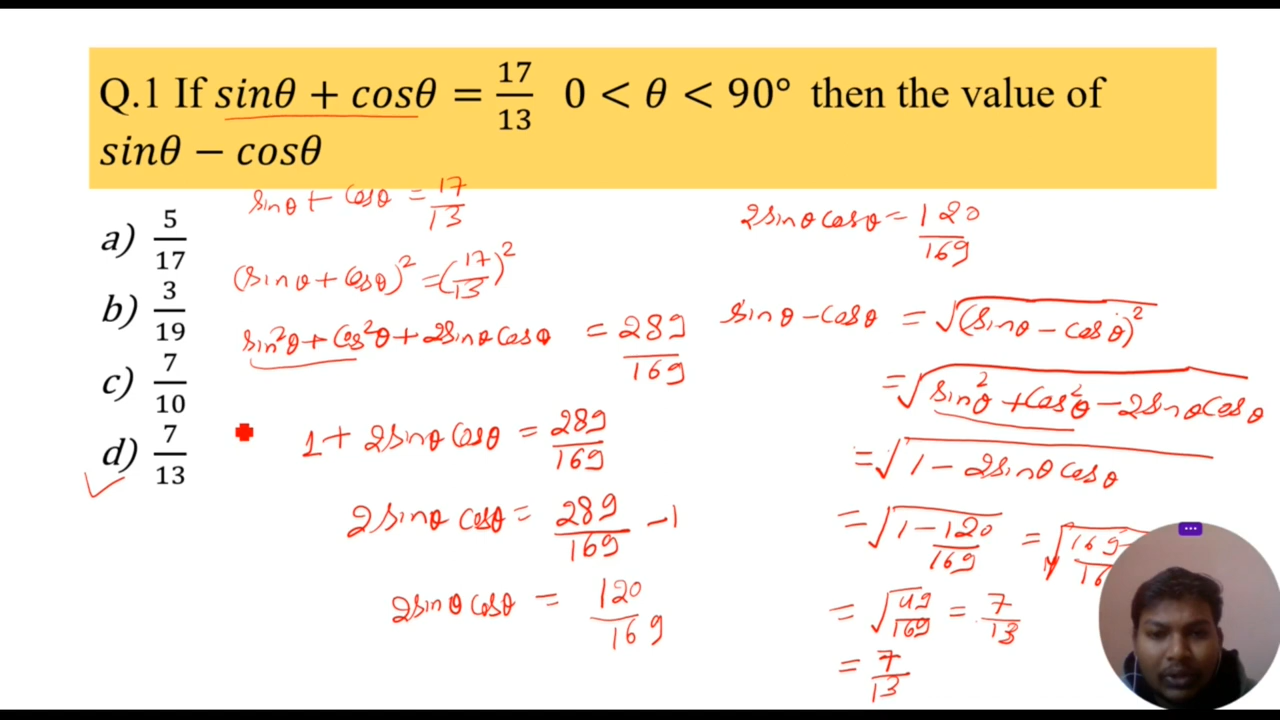 Q.1 If sinθ + cosθ = 17/13 0 < θ < 90° then the value of
sinθ − cosθ
a) 5/17
b) 3/19
c) 7/10
d) 7/13
sinθ + cosθ = 17/13
(sinθ + cosθ)² = (17/13)²
sin²θ + cos²θ + 2sinθ cosθ = 289/169
1 + 2sinθ cosθ = 289/169
2sinθ cosθ = 289/169 − 1
2sinθ cosθ = 120/169
2sinθ cosθ = 120/169
sinθ − cosθ = √(sinθ − cosθ)²
= √sin²θ + cos²θ − 2sinθ cosθ
= √1 − 2sinθ cosθ
= √1 − 120/169 = √169 −
= √49/169 = 7/13
= 7/13